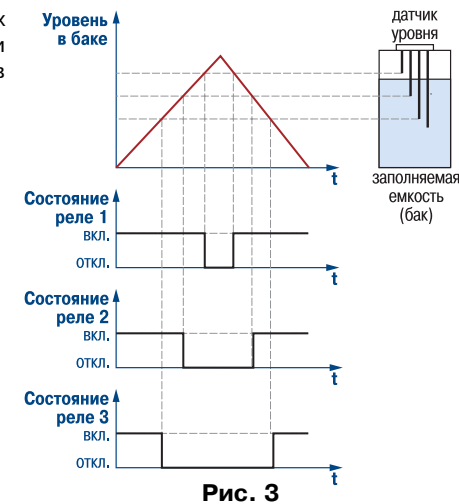 х
и
в
Уровень
в баке
t
датчик
уровня
заполняемая
емкость
(бак)
Состояние
реле 1
вкл.
откл.
t
Состояние
реле 2
вкл.
откл.
t
Состояние
реле 3
вкл.
откл.
t
Рис. 3